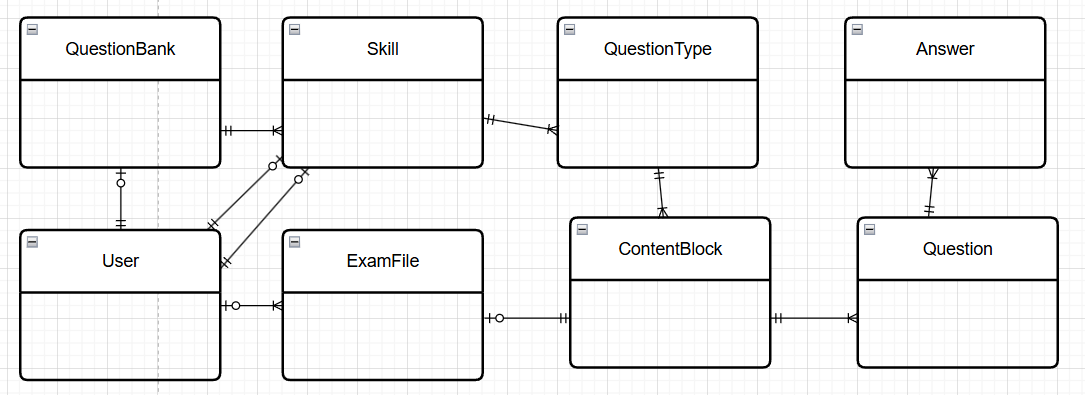 QuestionBank
Skill
QuestionType
Answer
User
ExamFile
ContentBlock
Question